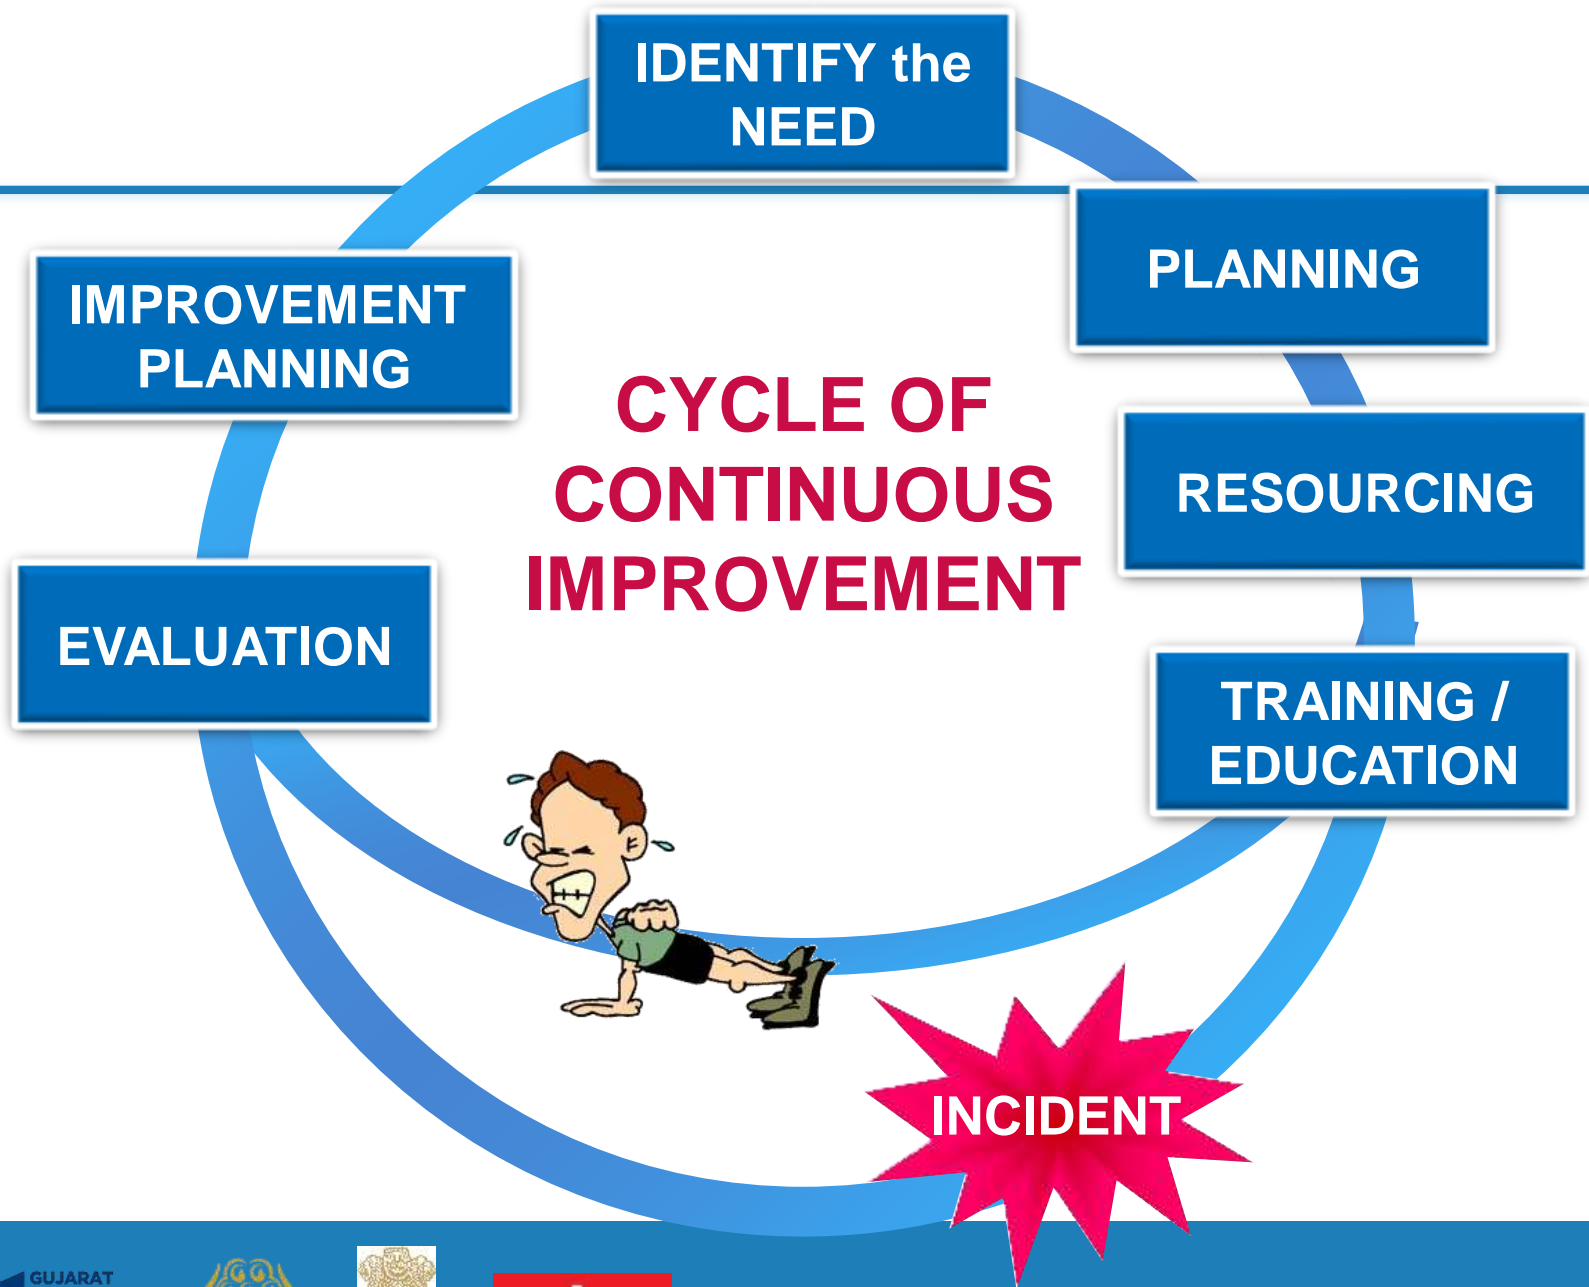 IDENTIFY the
NEED
PLANNING
IMPROVEMENT
PLANNING
CYCLE OF
CONTINUOUS
IMPROVEMENT
RESOURCING
EVALUATION
TRAINING /
EDUCATION
INCIDENT
GUJARAT